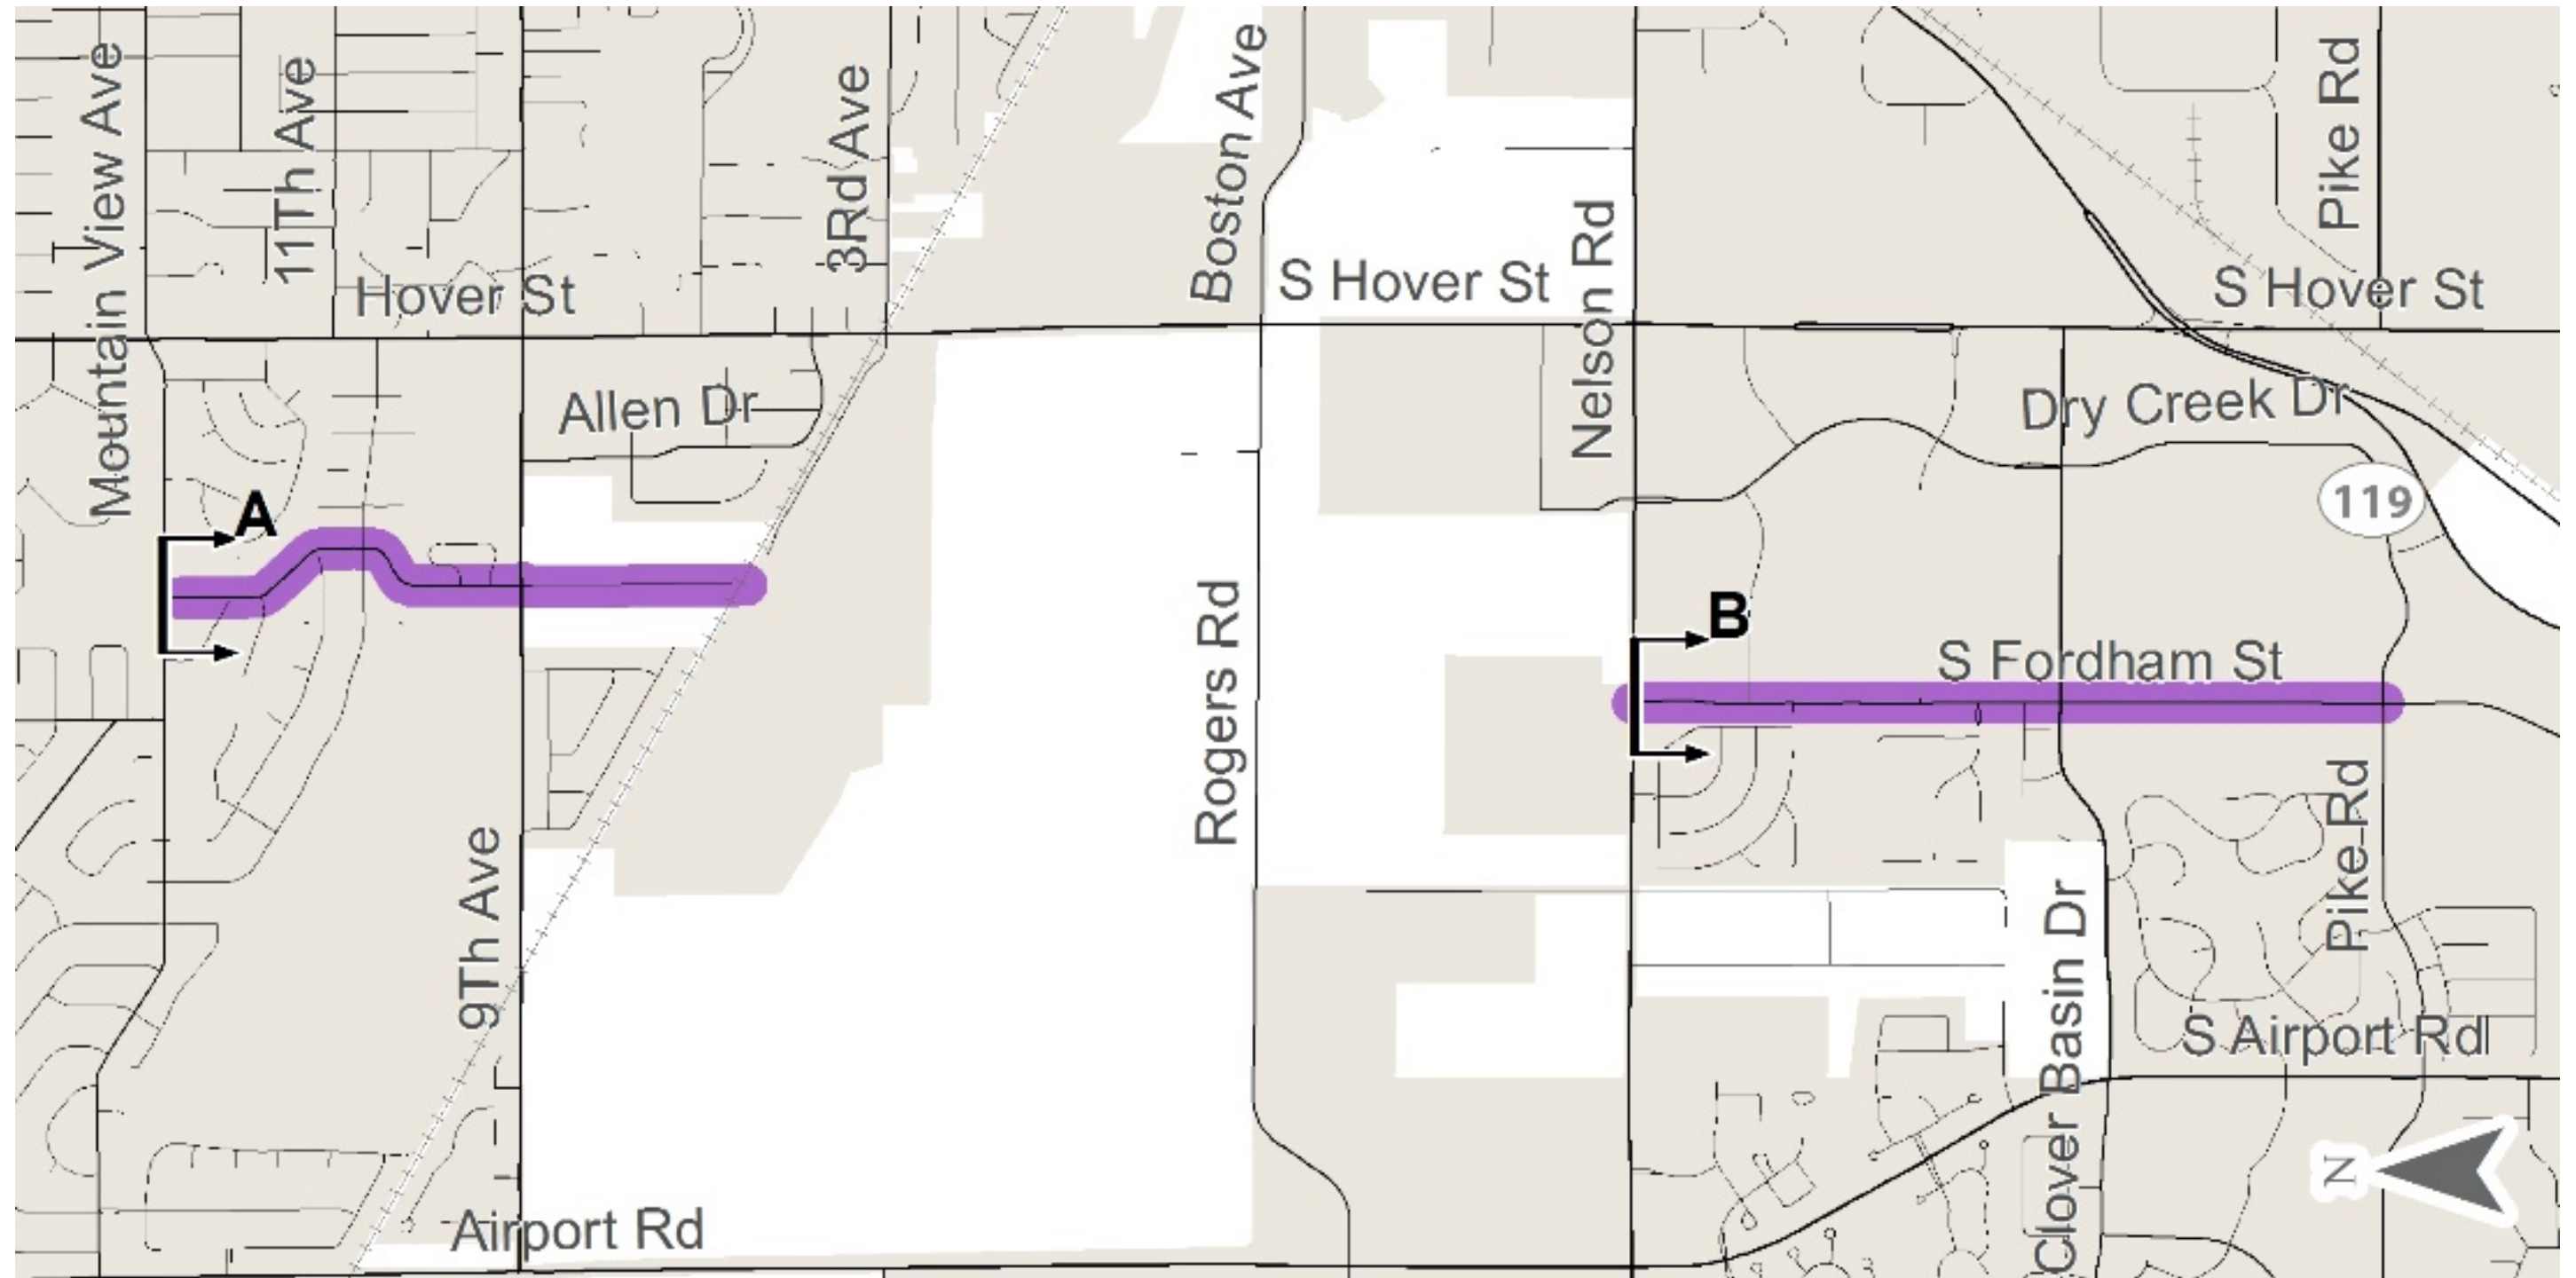 Mountain View Ave
11Th Ave
Hover St
3Rd Ave
Boston Ave
S Hover St
Nelson Rd
Pike Rd
S Hover St
Allen Dr
Dry Creek Dr
119
A
B
S Fordham St
Rogers Rd
9Th Ave
Pike Rd
Clover Basin Dr
S Airport Rd
Airport Rd
N